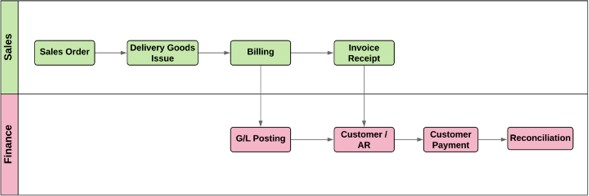 Sales
Sales Order
Delivery Goods
Issue
Billing
Invoice
Receipt
Finance
G/L Posting
Customer /
AR
Customer
Payment
Reconciliation